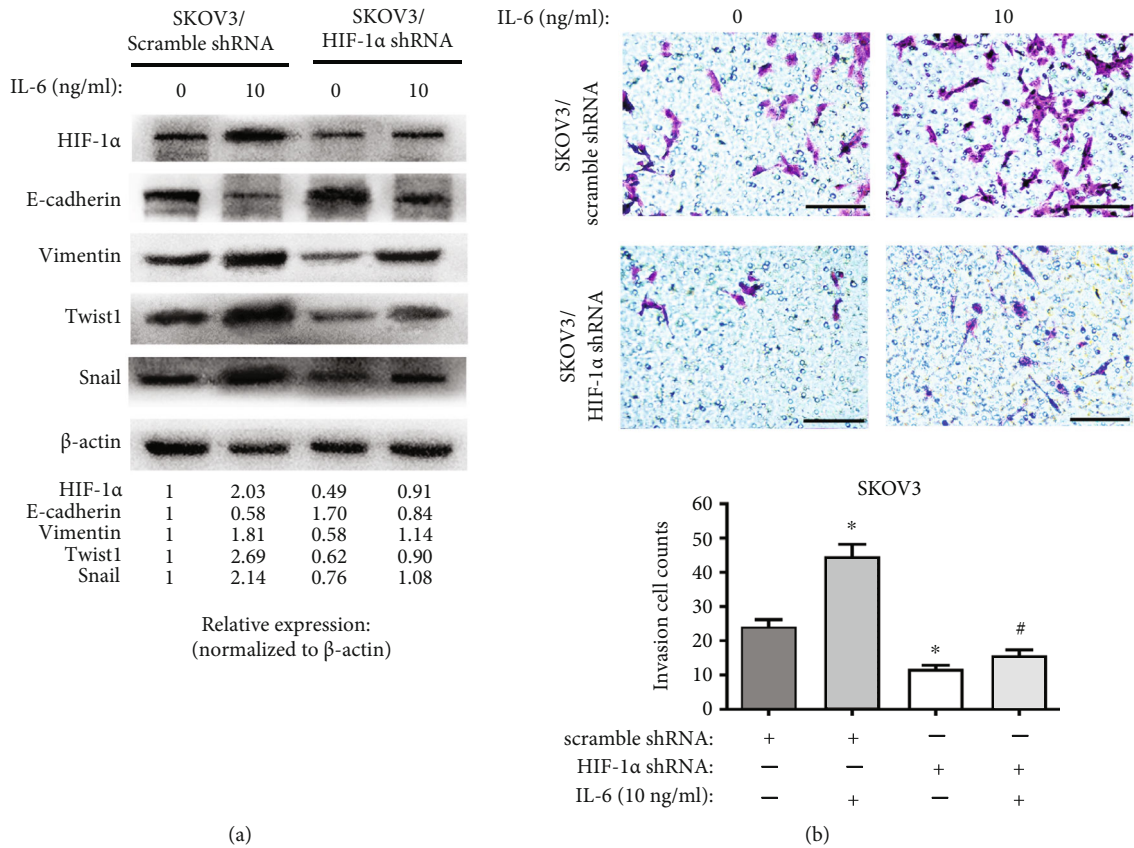 SKOV3/
Scramble shRNA
SKOV3/
HIF-1α shRNA
IL-6 (ng/ml): 0 10 0 10
HIF-1α
E-cadherin
Vimentin
Twist1
Snail
β-actin
HIF-1α 1 2.03 0.49 0.91
E-cadherin 1 0.58 1.70 0.84
Vimentin 1 1.81 0.58 1.14
Twist1 1 2.69 0.62 0.90
Snail 1 2.14 0.76 1.08
Relative expression:
(normalized to β-actin)
(a)
IL-6 (ng/ml): 0 10
SKOV3/
scramble shRNA
SKOV3/
HIF-1α shRNA
SKOV3
Invasion cell counts
60
50
40
30
20
10
0
*
*
#
scramble shRNA: + + − −
HIF-1α shRNA: − − + +
IL-6 (10 ng/ml): − + − +
(b)